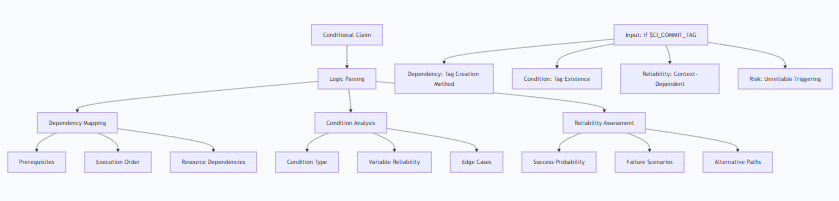 Conditional Claim
Input: if $CI_COMMIT_TAG
Logic Parsing
Dependency: Tag Creation
Method
Condition: Tag Existence
Reliability: Context-
Dependent
Risk: Unreliable Triggering
Dependency Mapping
Condition Analysis
Reliability Assessment
Prerequisites
Execution Order
Resource Dependencies
Condition Type
Variable Reliability
Edge Cases
Success Probability
Failure Scenarios
Alternative Paths